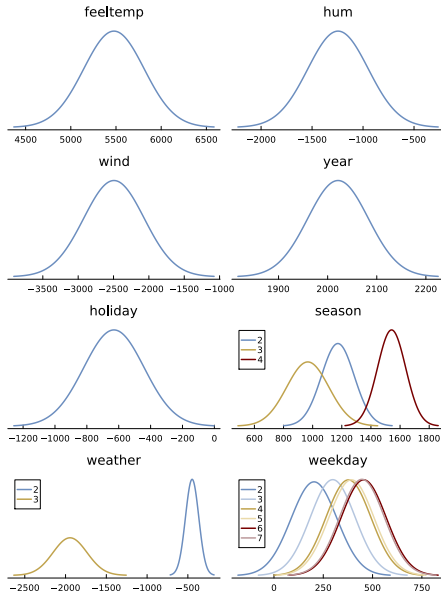 feeltemp hum
4500 5000 5500 6000 6500 -2000 -1500 -1000 -500
wind year
-3500 -3000 -2500 -2000 -1500 -1000 1900 2000 2100 2200
holiday season
2
3
4
-1200 -1000 -800 -600 -400 -200 0 600 800 1000 1200 1400 1600 1800
weather weekday
2 2
3 3
4
5
6
7
-2500 -2000 -1500 -1000 -500 0 250 500 750